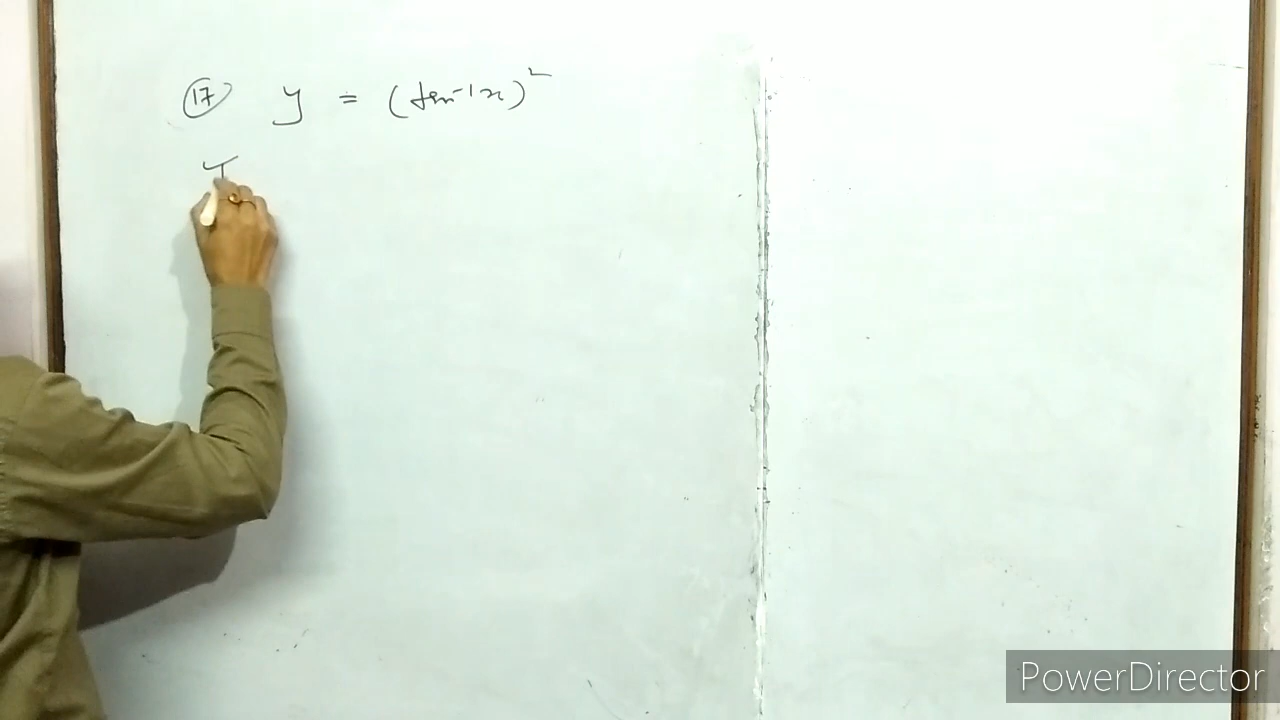 17 y = (tan⁻¹x)²
T
PowerDirector